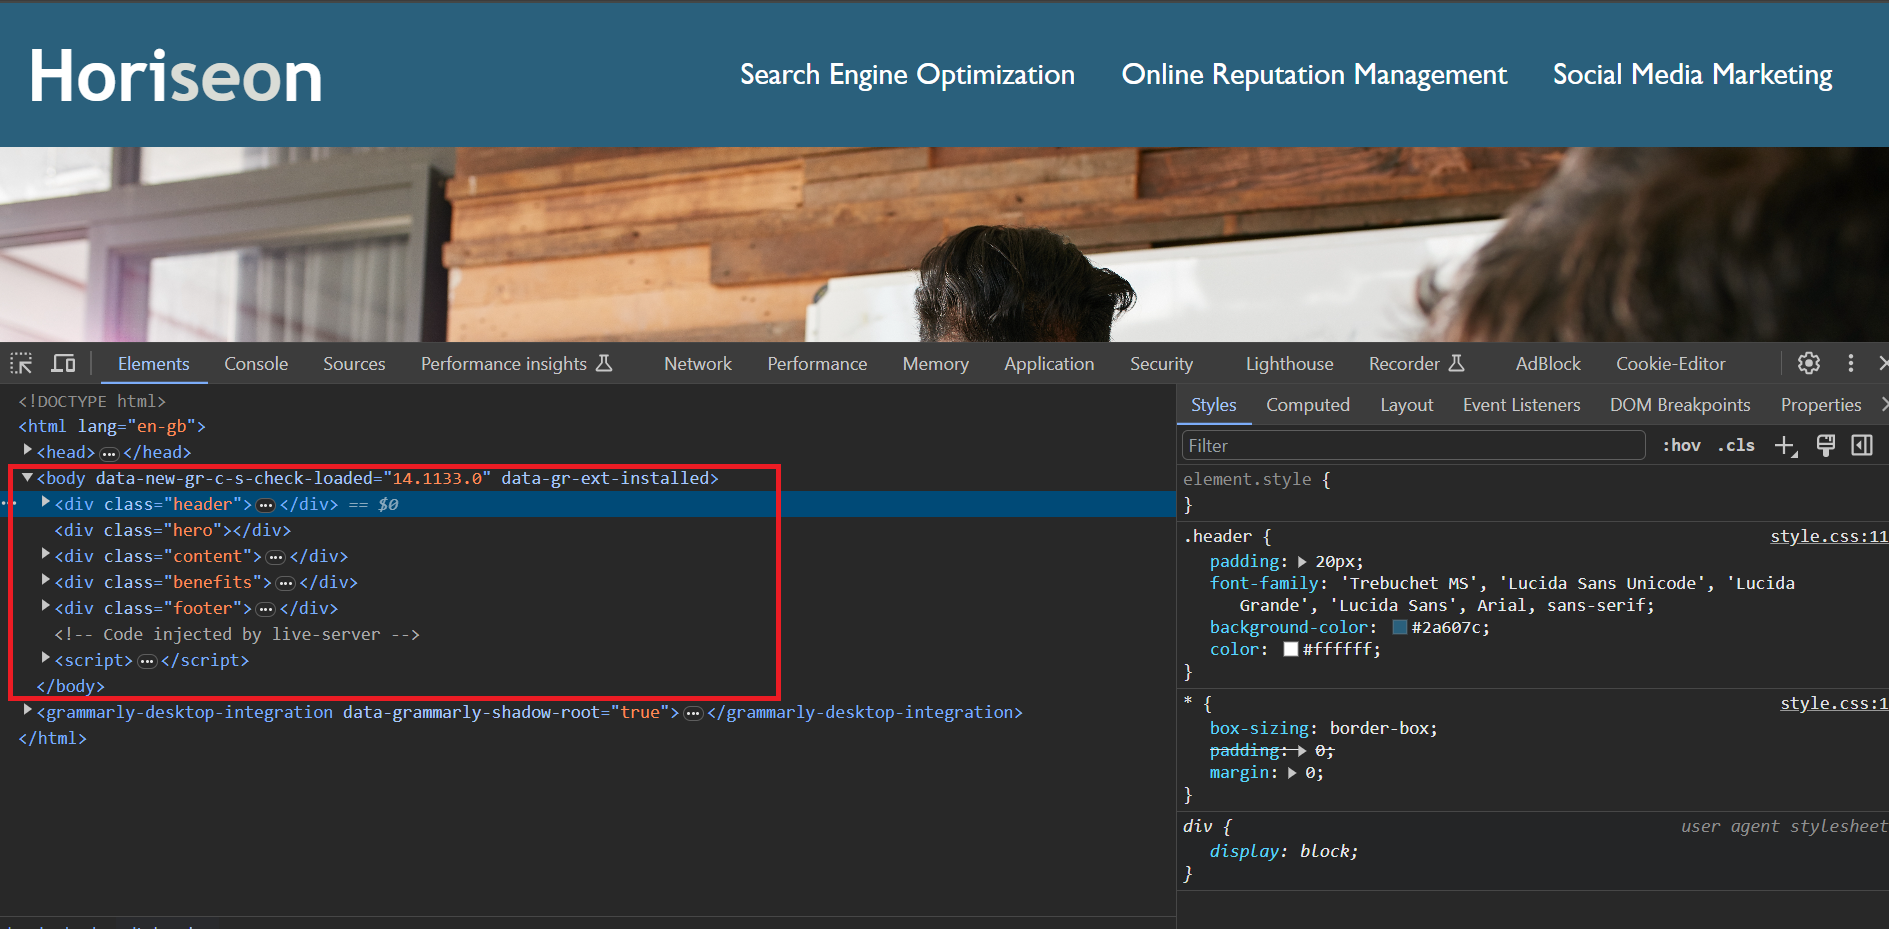 Horiseon
Search Engine Optimization Online Reputation Management Social Media Marketing
Elements Console Sources Performance insights Network Performance Memory Application Security Lighthouse Recorder AdBlock Cookie-Editor
<!DOCTYPE html>
<html lang="en-gb">
<head>…</head>
<body data-new-gr-c-s-check-loaded="14.1133.0" data-gr-ext-installed>
<div class="header">…</div> == $0
<div class="hero"></div>
<div class="content">…</div>
<div class="benefits">…</div>
<div class="footer">…</div>
<!-- Code injected by live-server -->
<script>…</script>
</body>
<grammarly-desktop-integration data-grammarly-shadow-root="true">…</grammarly-desktop-integration>
</html>
Styles Computed Layout Event Listeners DOM Breakpoints Properties
Filter :hov .cls
element.style {
}
.header { style.css:11
padding: 20px;
font-family: 'Trebuchet MS', 'Lucida Sans Unicode', 'Lucida
Grande', 'Lucida Sans', Arial, sans-serif;
background-color: #2a607c;
color: #ffffff;
}
* { style.css:1
box-sizing: border-box;
padding: 0;
margin: 0;
}
div { user agent stylesheet
display: block;
}